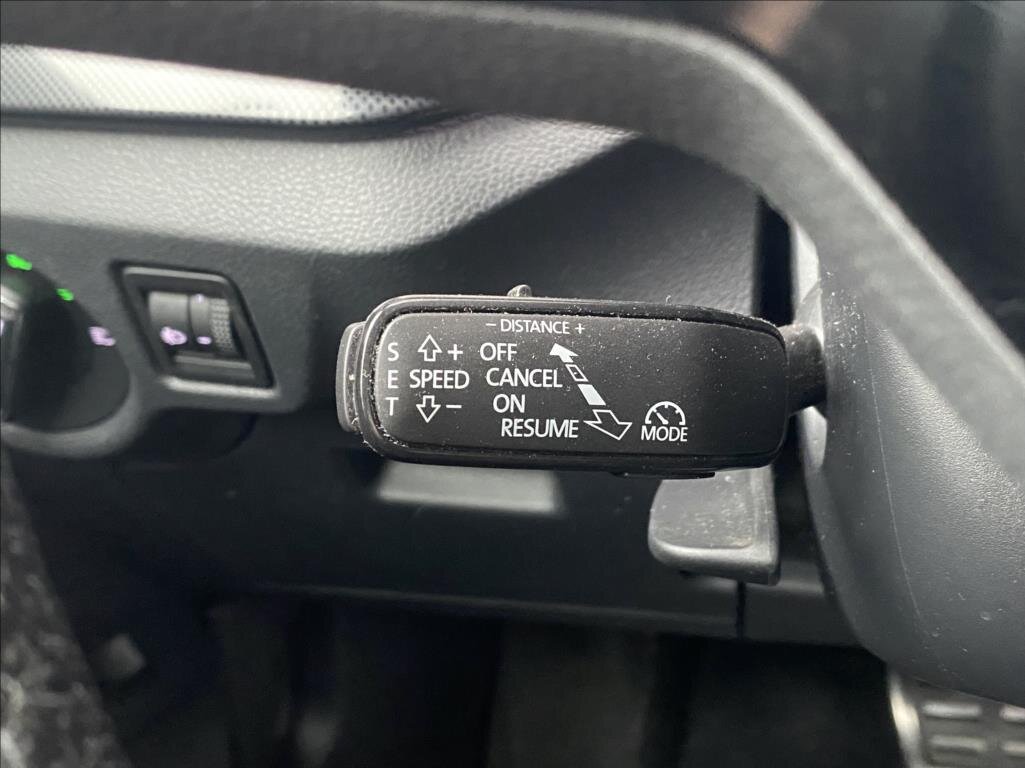 − DISTANCE +
S + OFF
E SPEED CANCEL
T − ON
RESUME
MODE